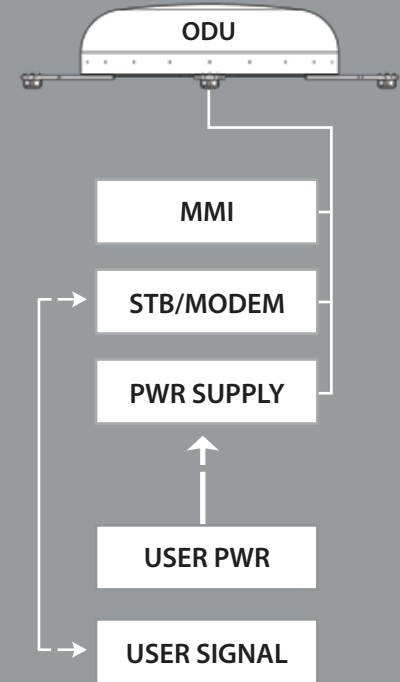 ODU
MMI
STB/MODEM
PWR SUPPLY
USER PWR
USER SIGNAL